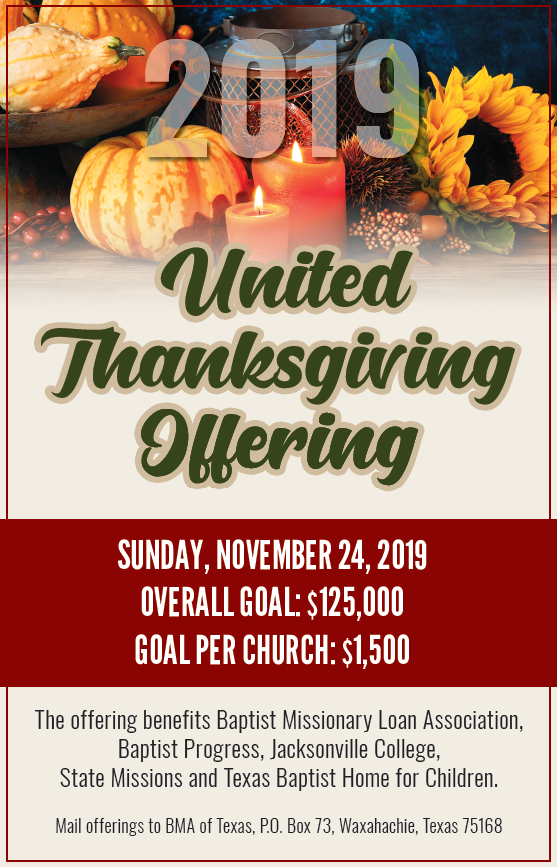 2019
United
Thanksgiving
Offering
SUNDAY, NOVEMBER 24, 2019
OVERALL GOAL: $125,000
GOAL PER CHURCH: $1,500
The offering benefits Baptist Missionary Loan Association,
Baptist Progress, Jacksonville College,
State Missions and Texas Baptist Home for Children.
Mail offerings to BMA of Texas, P.O. Box 73, Waxahachie, Texas 75168